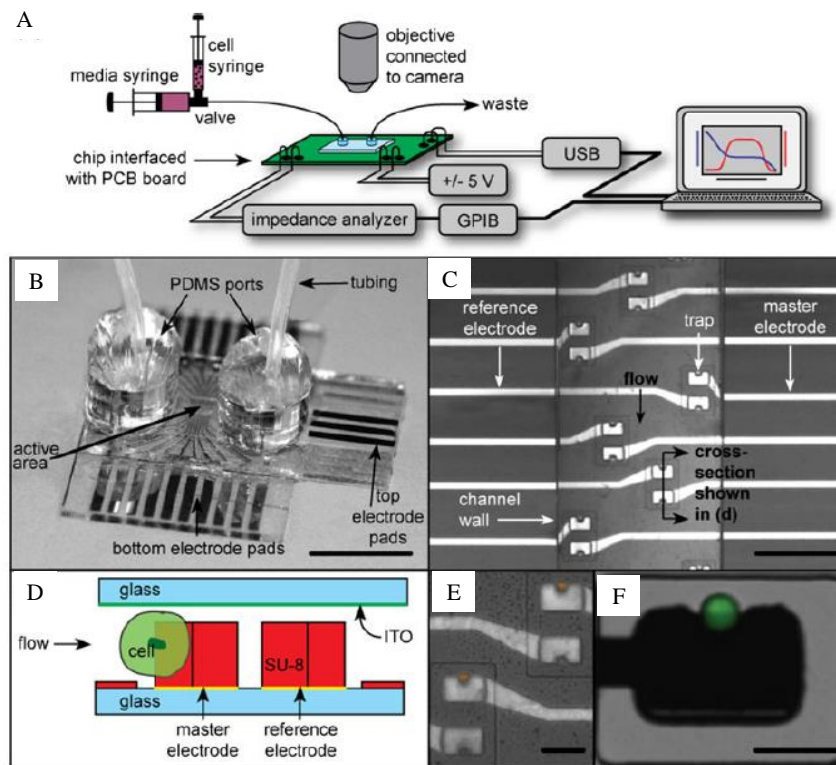 A
cell
syringe
media syringe
valve
objective
connected
to camera
waste
chip interfaced
with PCB board
USB
+/- 5 V
impedance analyzer
GPIB
B
PDMS ports
tubing
active
area
bottom electrode pads
top
electrode
pads
C
reference
electrode
trap
master
electrode
flow
channel
wall
cross-
section
shown
in (d)
D
glass
flow
cell
SU-8
ITO
glass
master
electrode
reference
electrode
E
F